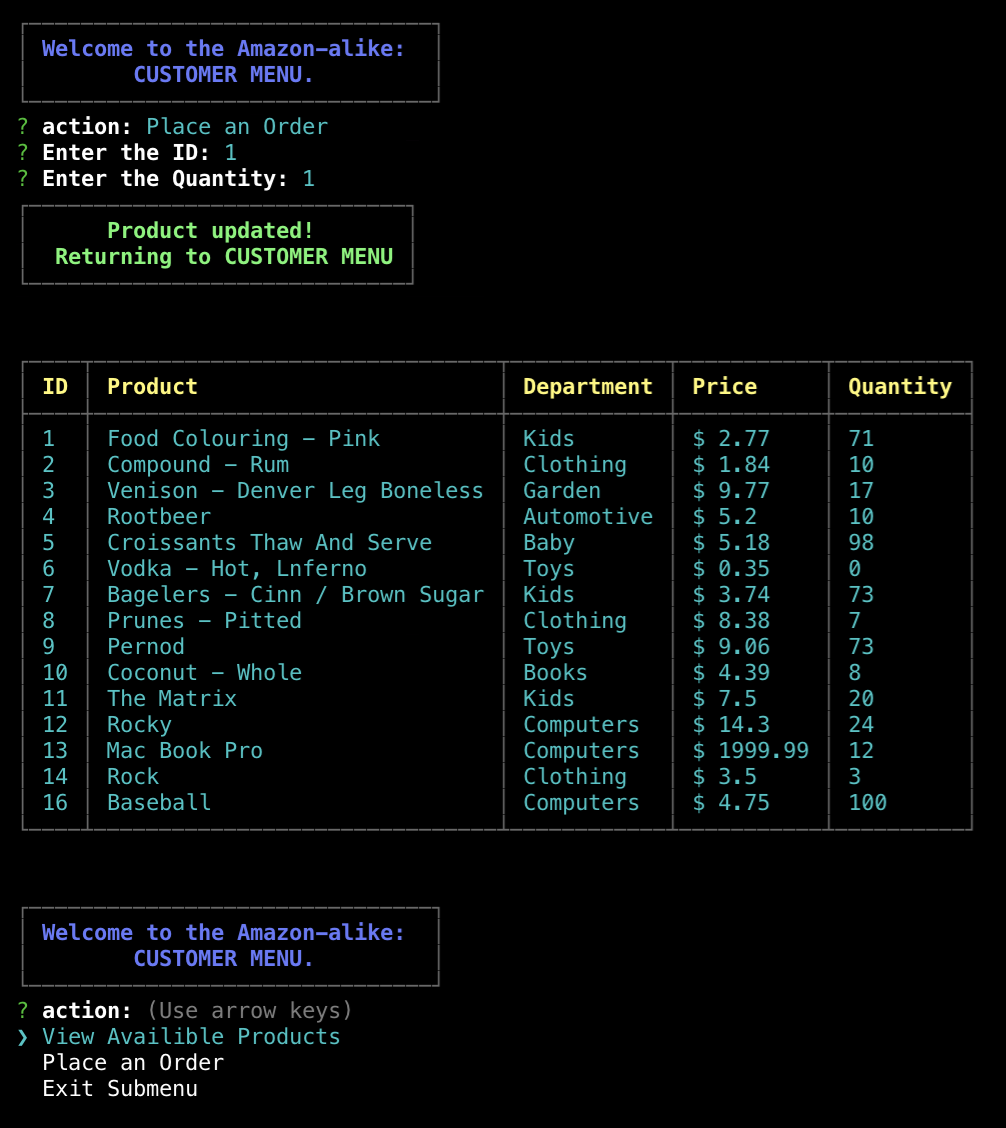 Welcome to the Amazon-alike:
CUSTOMER MENU.
? action: Place an Order
? Enter the ID: 1
? Enter the Quantity: 1
Product updated!
Returning to CUSTOMER MENU
ID Product Department Price Quantity
1 Food Colouring - Pink Kids $ 2.77 71
2 Compound - Rum Clothing $ 1.84 10
3 Venison - Denver Leg Boneless Garden $ 9.77 17
4 Rootbeer Automotive $ 5.2 10
5 Croissants Thaw And Serve Baby $ 5.18 98
6 Vodka - Hot, Lnferno Toys $ 0.35 0
7 Bagelers - Cinn / Brown Sugar Kids $ 3.74 73
8 Prunes - Pitted Clothing $ 8.38 7
9 Pernod Toys $ 9.06 73
10 Coconut - Whole Books $ 4.39 8
11 The Matrix Kids $ 7.5 20
12 Rocky Computers $ 14.3 24
13 Mac Book Pro Computers $ 1999.99 12
14 Rock Clothing $ 3.5 3
16 Baseball Computers $ 4.75 100
Welcome to the Amazon-alike:
CUSTOMER MENU.
? action: (Use arrow keys)
❯ View Availible Products
Place an Order
Exit Submenu